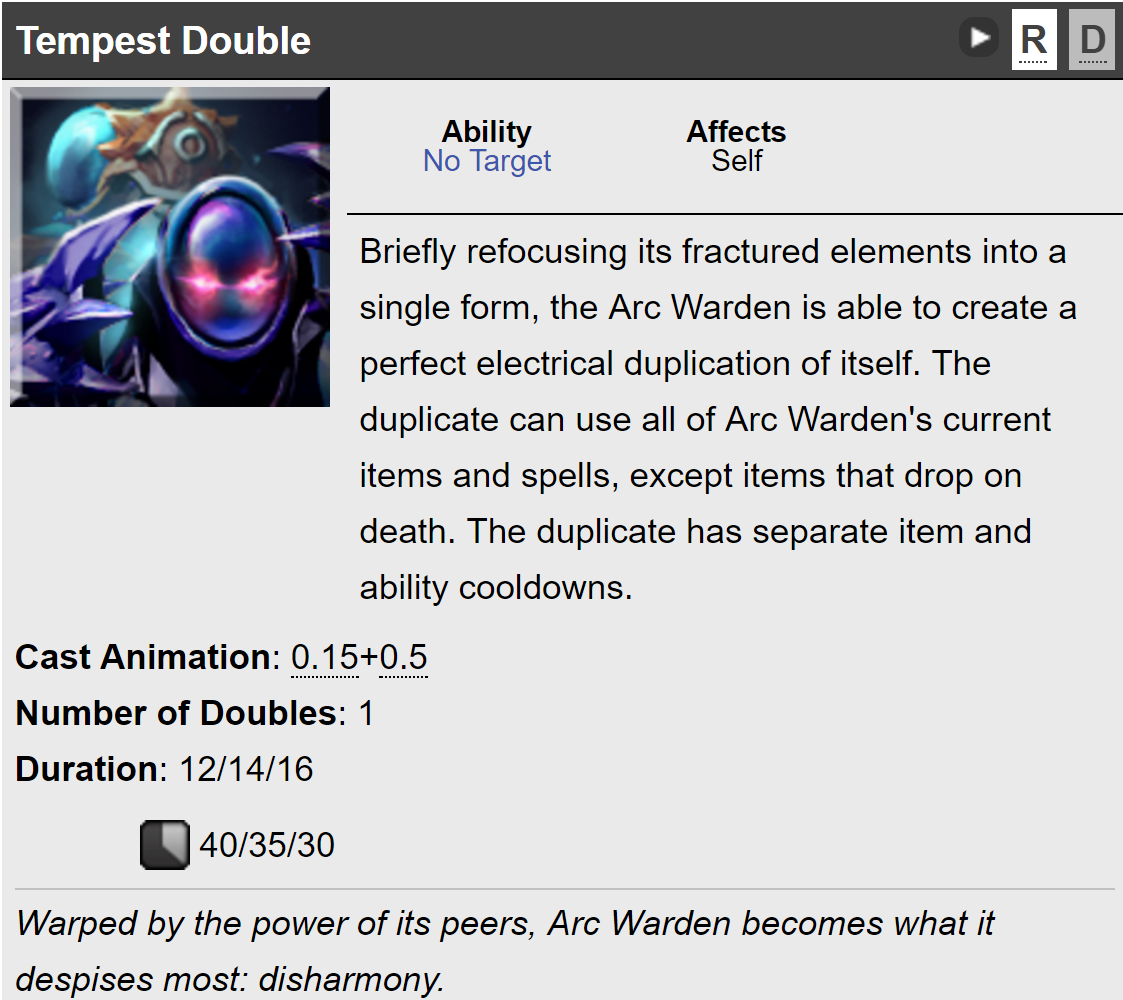 Tempest Double
R D
Ability
No Target
Affects
Self
Briefly refocusing its fractured elements into a
single form, the Arc Warden is able to create a
perfect electrical duplication of itself. The
duplicate can use all of Arc Warden's current
items and spells, except items that drop on
death. The duplicate has separate item and
ability cooldowns.
Cast Animation: 0.15+0.5
Number of Doubles: 1
Duration: 12/14/16
40/35/30
Warped by the power of its peers, Arc Warden becomes what it
despises most: disharmony.